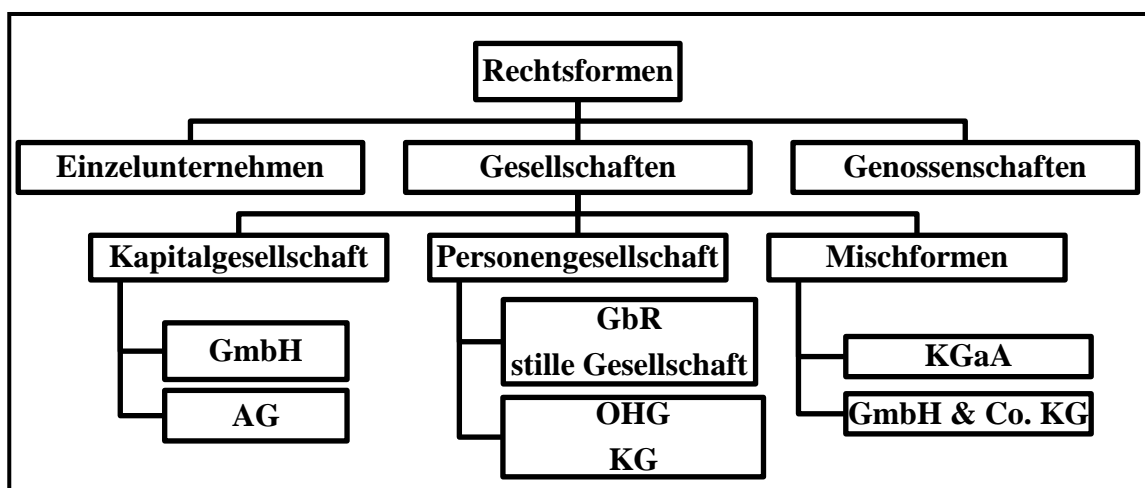 Rechtsformen
Einzelunternehmen
Gesellschaften
Genossenschaften
Kapitalgesellschaft
Personengesellschaft
Mischformen
GmbH
AG
GbR
stille Gesellschaft
OHG
KG
KGaA
GmbH & Co. KG